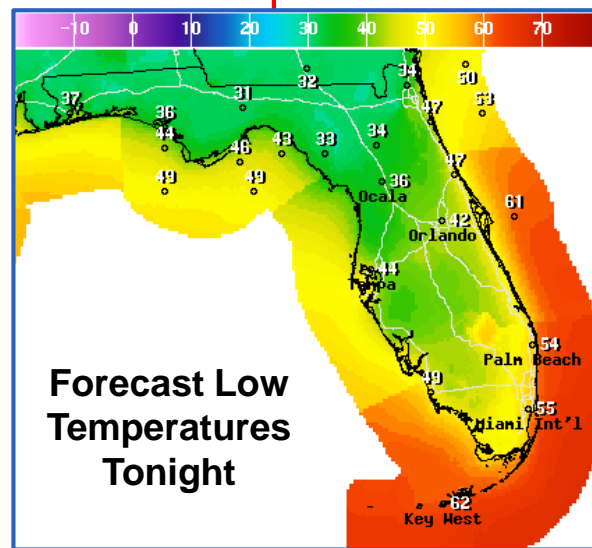 -10 0 10 20 30 40 50 60 70
50
32
34
31
37
53
36
47
44
43
33
34
46
47
49
49
36
Ocala
61
42
Orlando
44
Tampa
54
Palm Beach
49
55
Miami Int'l
62
Key West
Forecast Low
Temperatures
Tonight